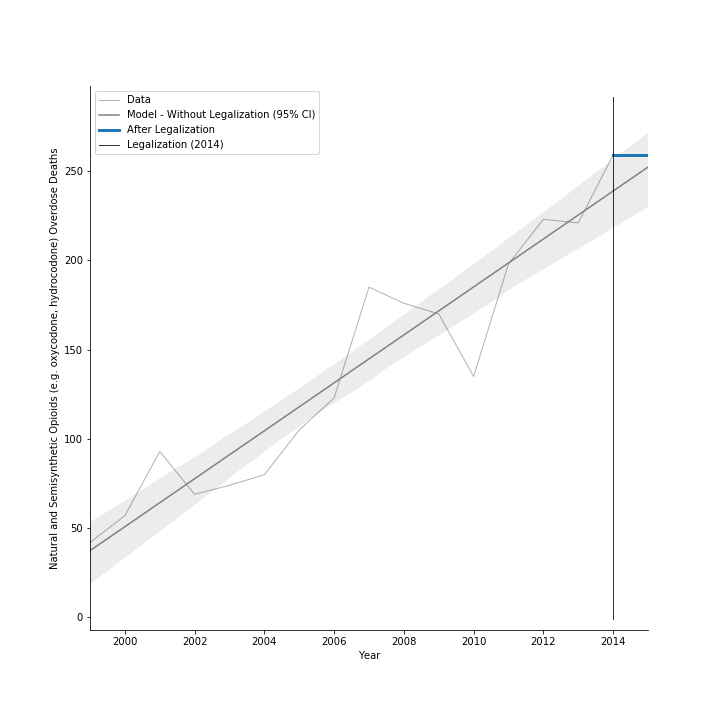 Data
Model - Without Legalization (95% CI)
After Legalization
Legalization (2014)
Natural and Semisynthetic Opioids (e.g. oxycodone, hydrocodone) Overdose Deaths
250
200
150
100
50
0
2000 2002 2004 2006 2008 2010 2012 2014
Year